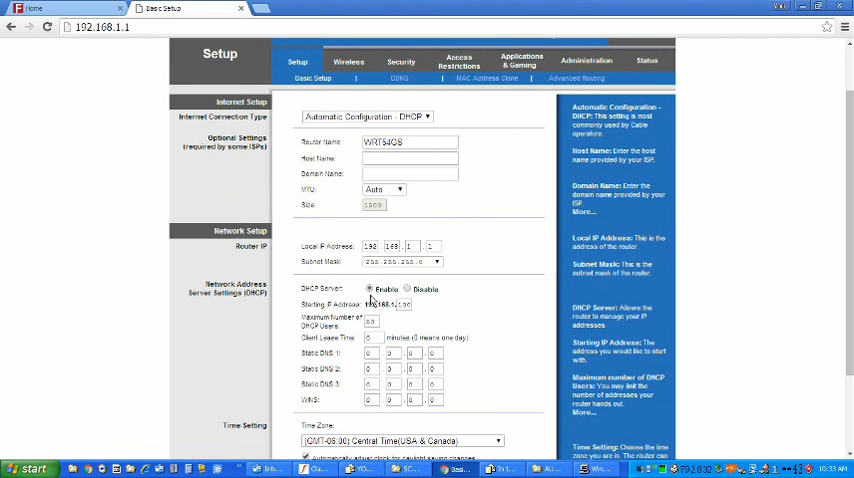 Home
Basic Setup
192.168.1.1
Setup
Setup
Wireless
Security
Access Restrictions
Applications & Gaming
Administration
Status
Basic Setup | DDNS | MAC Address Clone | Advanced Routing
Internet Setup
Internet Connection Type
Automatic Configuration - DHCP
Optional Settings
(required by some ISPs)
Router Name: WRT54GS
Host Name:
Domain Name:
MTU: Auto
Size: 1500
Network Setup
Router IP
Local IP Address: 192 . 168 . 1 . 1
Subnet Mask: 255.255.255.0
Network Address
Server Settings (DHCP)
DHCP Server: Enable Disable
Starting IP Address: 192.168.1. 100
Maximum Number of
DHCP Users: 50
Client Lease Time: 0 minutes (0 means one day)
Static DNS 1: 0 . 0 . 0 . 0
Static DNS 2: 0 . 0 . 0 . 0
Static DNS 3: 0 . 0 . 0 . 0
WINS: 0 . 0 . 0 . 0
Time Setting
Time Zone:
(GMT-06:00) Central Time (USA & Canada)
Automatically adjust clock for daylight saving changes
Automatic Configuration -
DHCP: This setting is most
commonly used by Cable
operators.
Host Name: Enter the host
name provided by your ISP.
Domain Name: Enter the
domain name provided by your
ISP.
More...
Local IP Address: This is the
address of the router.
Subnet Mask: This is the
subnet mask of the router.
DHCP Server: Allows the
router to manage your IP
addresses
Starting IP Address: The
address you would like to start
with.
Maximum number of DHCP
Users: You may limit the
number of addresses your
router hands out.
More...
Time Setting: Choose the time
zone you are in. The router can
start
Inb
Cla
YO
SC
Bas
In t
AU
Win
10:33 AM